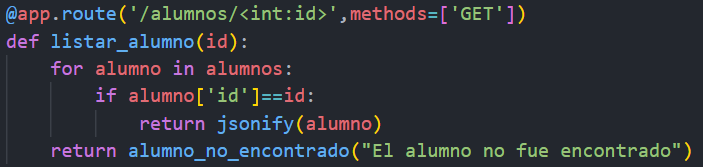 @app.route('/alumnos/<int:id>',methods=['GET'])
def listar_alumno(id):
    for alumno in alumnos:
        if alumno['id']==id:
            return jsonify(alumno)
    return alumno_no_encontrado("El alumno no fue encontrado")